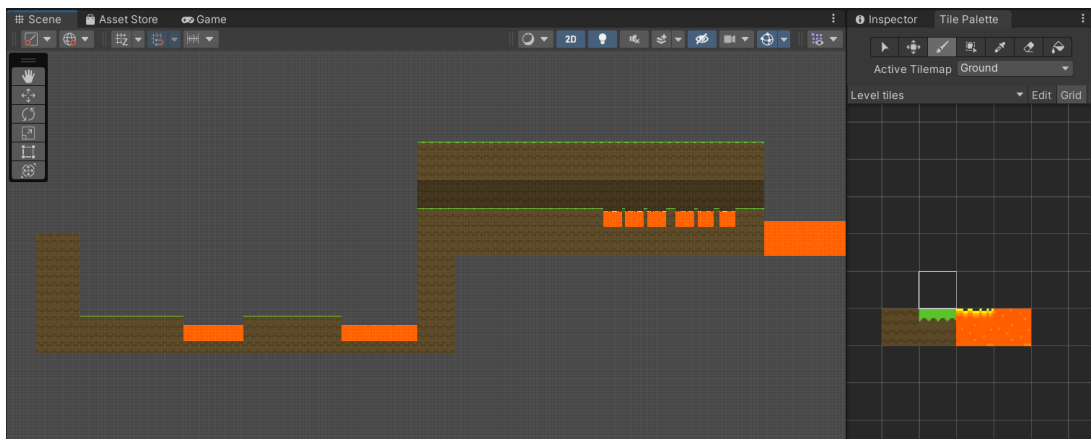 Scene Asset Store Game
Inspector Tile Palette
2D
Active Tilemap Ground
Level tiles Edit Grid